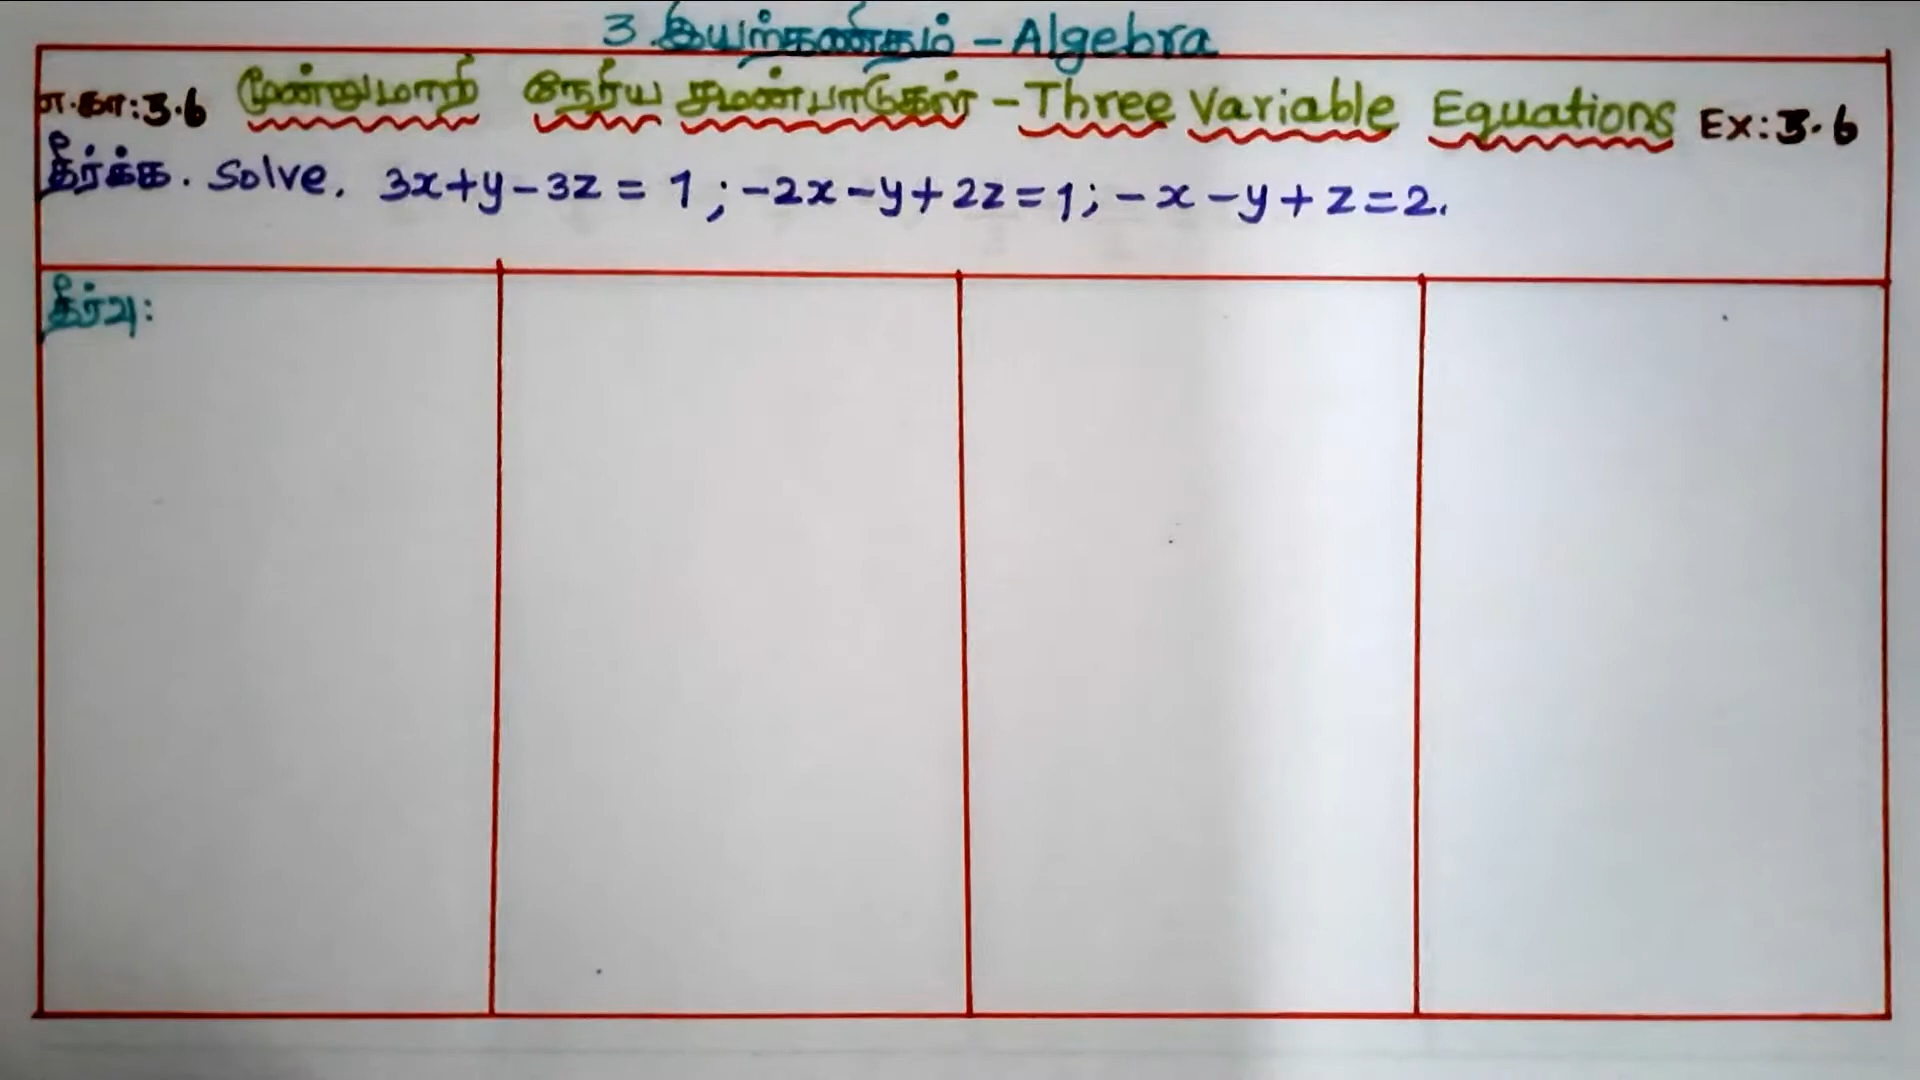 3. இயற்கணிதம் - Algebra
எ.கா:3.6 மூன்றுமாறி நேரிய சமன்பாடுகள் - Three Variable Equations Ex:3.6
தீர்க்க. Solve. 3x+y-3z = 1 ; -2x-y+2z=1; -x-y+z=2.
தீர்வு: